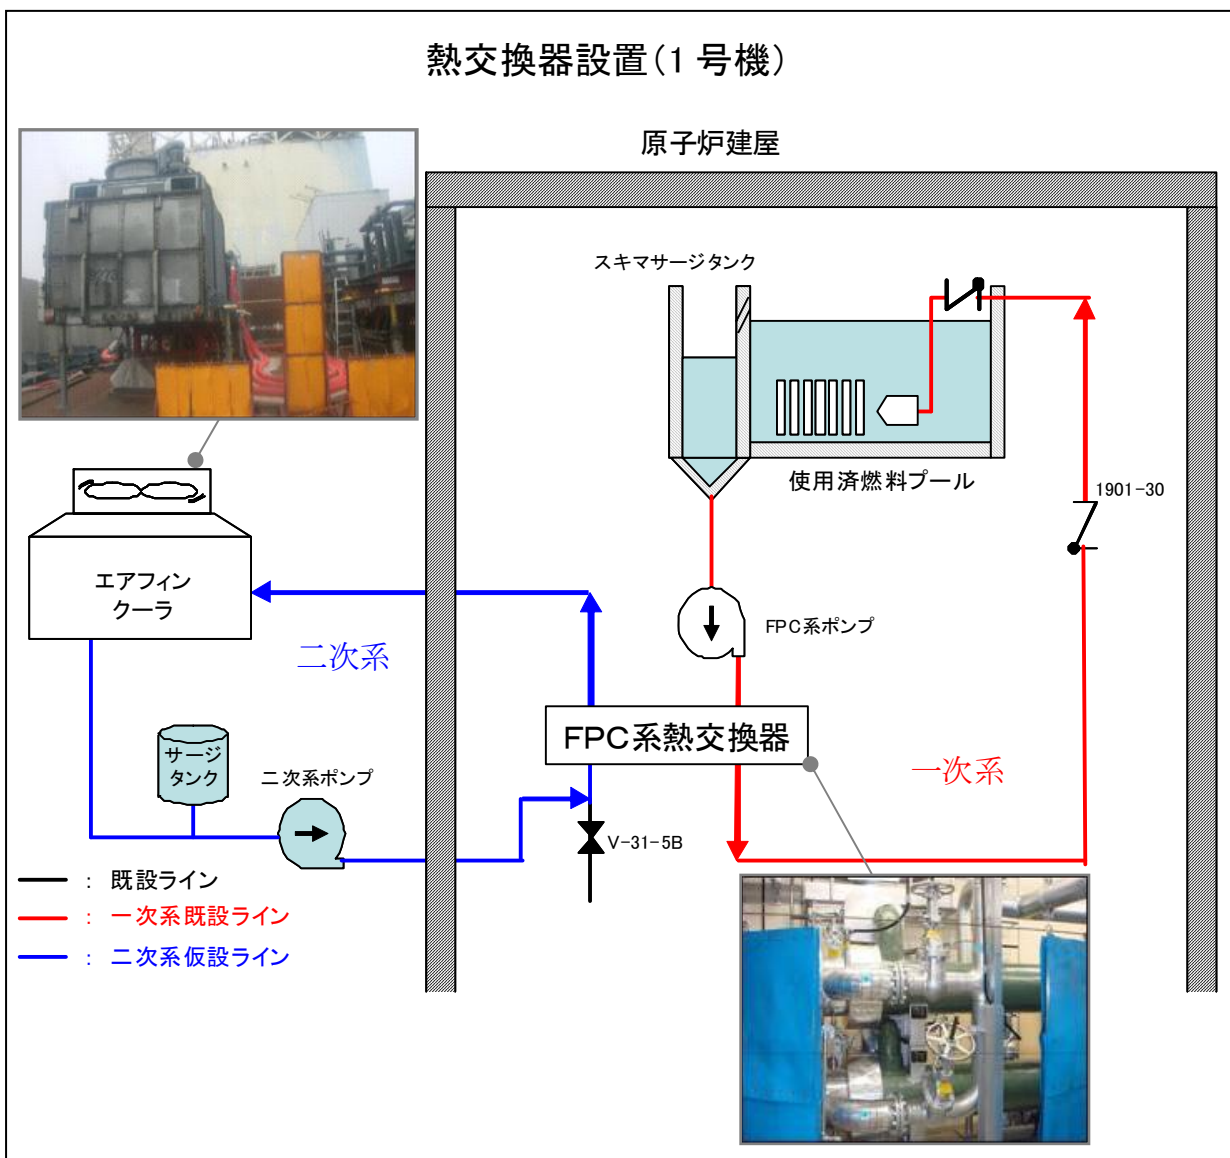 熱交換器設置(1 号機)
原子炉建屋
スキマサージタンク
使用済燃料プール
1901-30
エアフィン
クーラ
FPC系ポンプ
二次系
FPC系熱交換器
一次系
サージ
タンク
二次系ポンプ
V-31-5B
: 既設ライン
: 一次系既設ライン
: 二次系仮設ライン